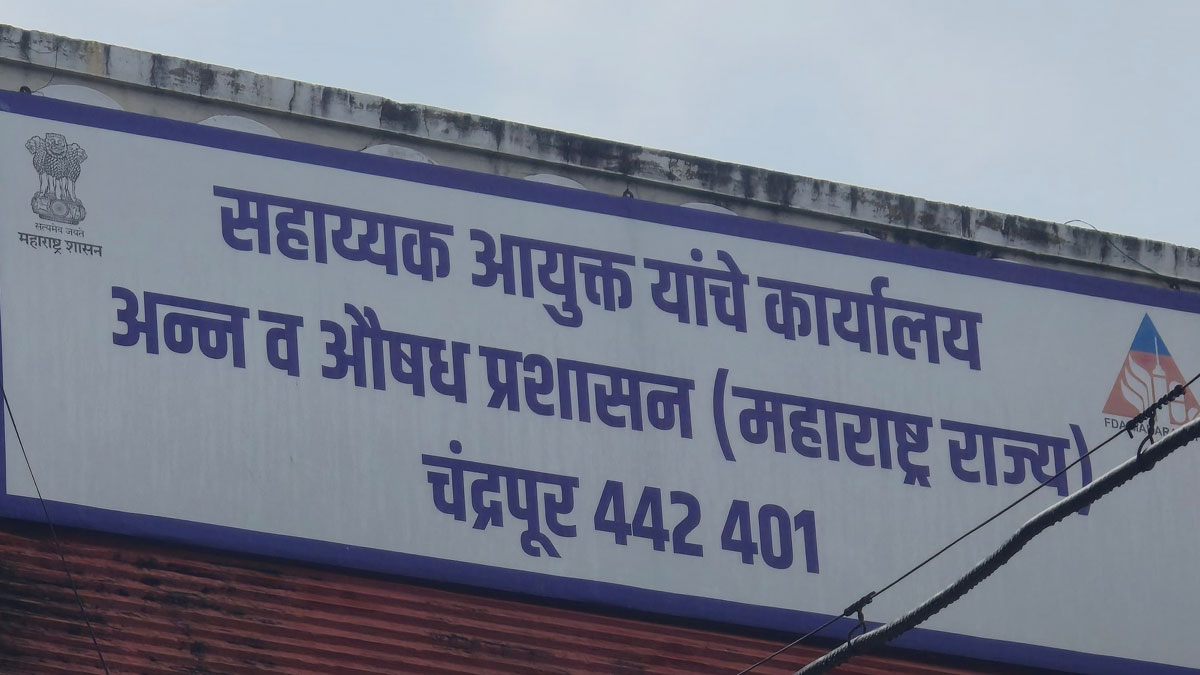 सत्यमेव जयते
महाराष्ट्र शासन
सहाय्यक आयुक्त यांचे कार्यालय
अन्न व औषध प्रशासन (महाराष्ट्र राज्य)
चंद्रपूर 442 401